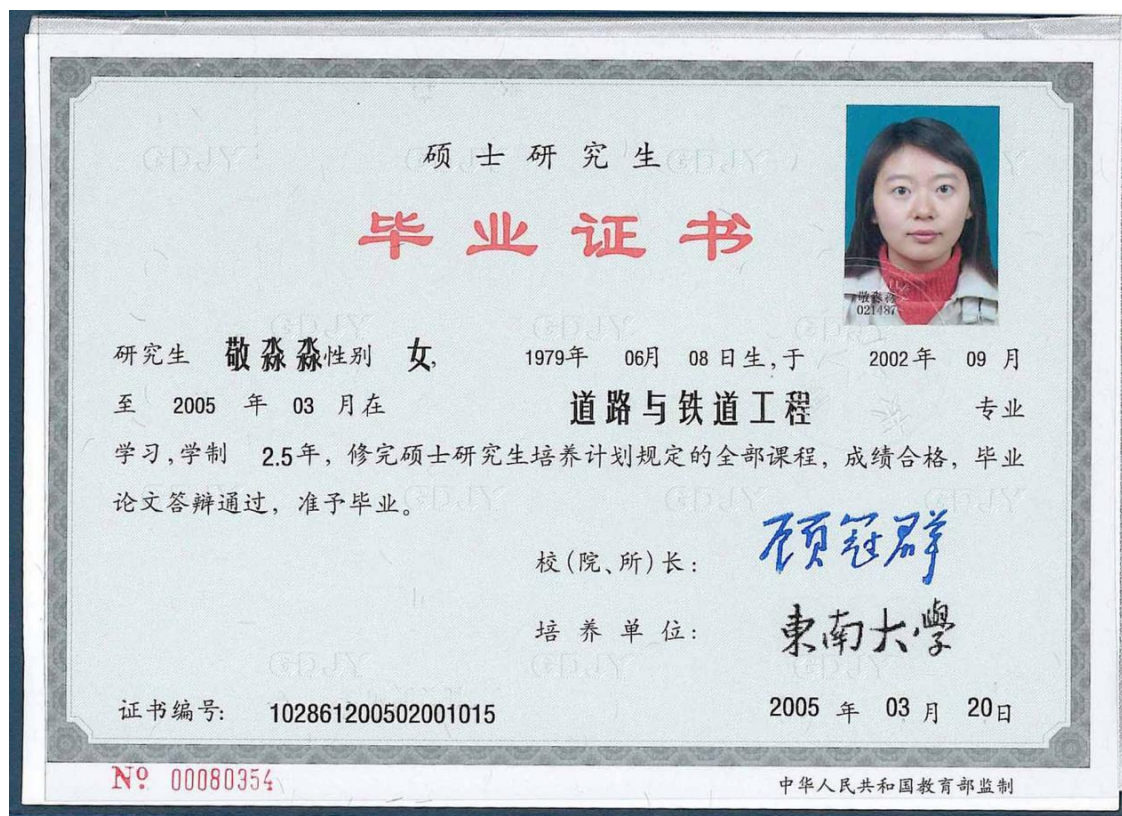 硕士研究生
毕业证书
敬淼淼
021487
研究生 敬淼淼性别 女, 1979年 06月 08日生,于 2002年 09月
至 2005 年 03 月在 道路与铁道工程 专业
学习,学制 2.5年,修完硕士研究生培养计划规定的全部课程,成绩合格,毕业
论文答辩通过,准予毕业。
校(院、所)长: 顾冠群
培养单位: 東南大學
证书编号: 102861200502001015 2005 年 03 月 20日
Nº 00080354
中华人民共和国教育部监制